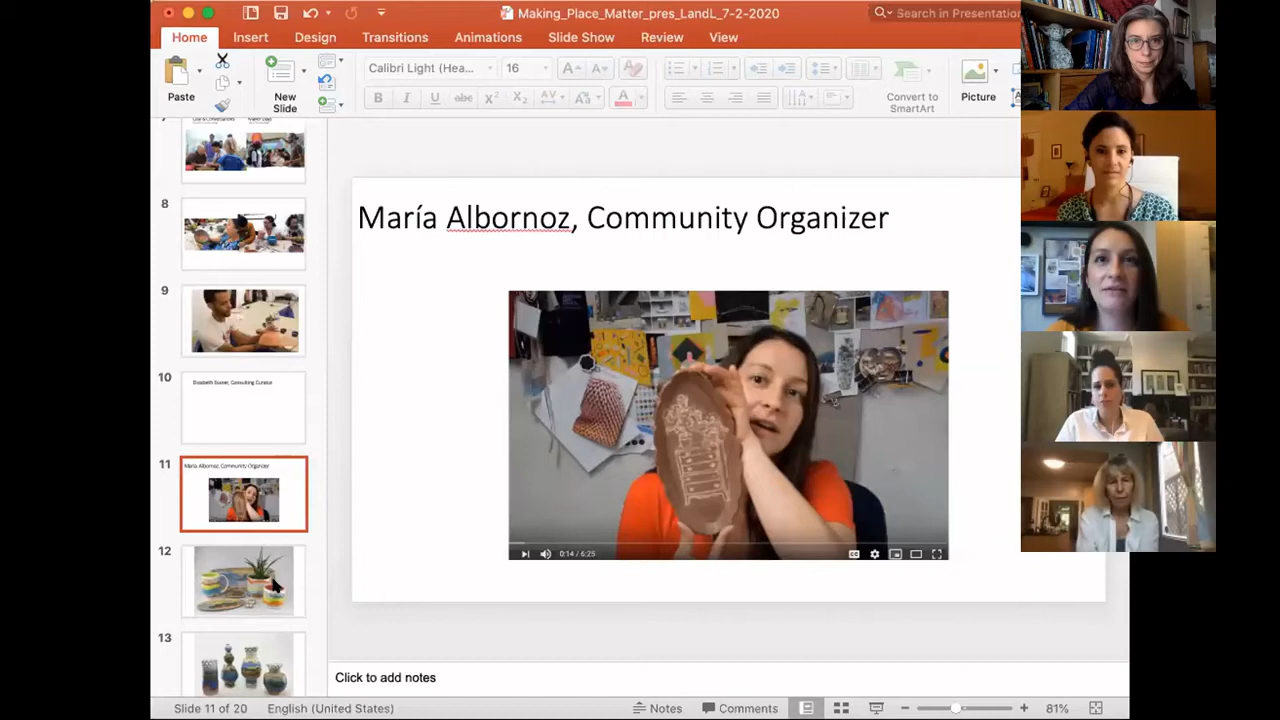 Making_Place_Matter_pres_LandL_7-2-2020
Search in Presentation
Home Insert Design Transitions Animations Slide Show Review View
Paste
New
Slide
Calibri Light (Hea... 16
Convert to
SmartArt
Picture
8
9
10
Elizabeth Essner, Consulting Curator
11
María Albornoz, Community Organizer
12
13
María Albornoz, Community Organizer
0:14 / 6:25
Click to add notes
Slide 11 of 20 English (United States) Notes Comments 81%